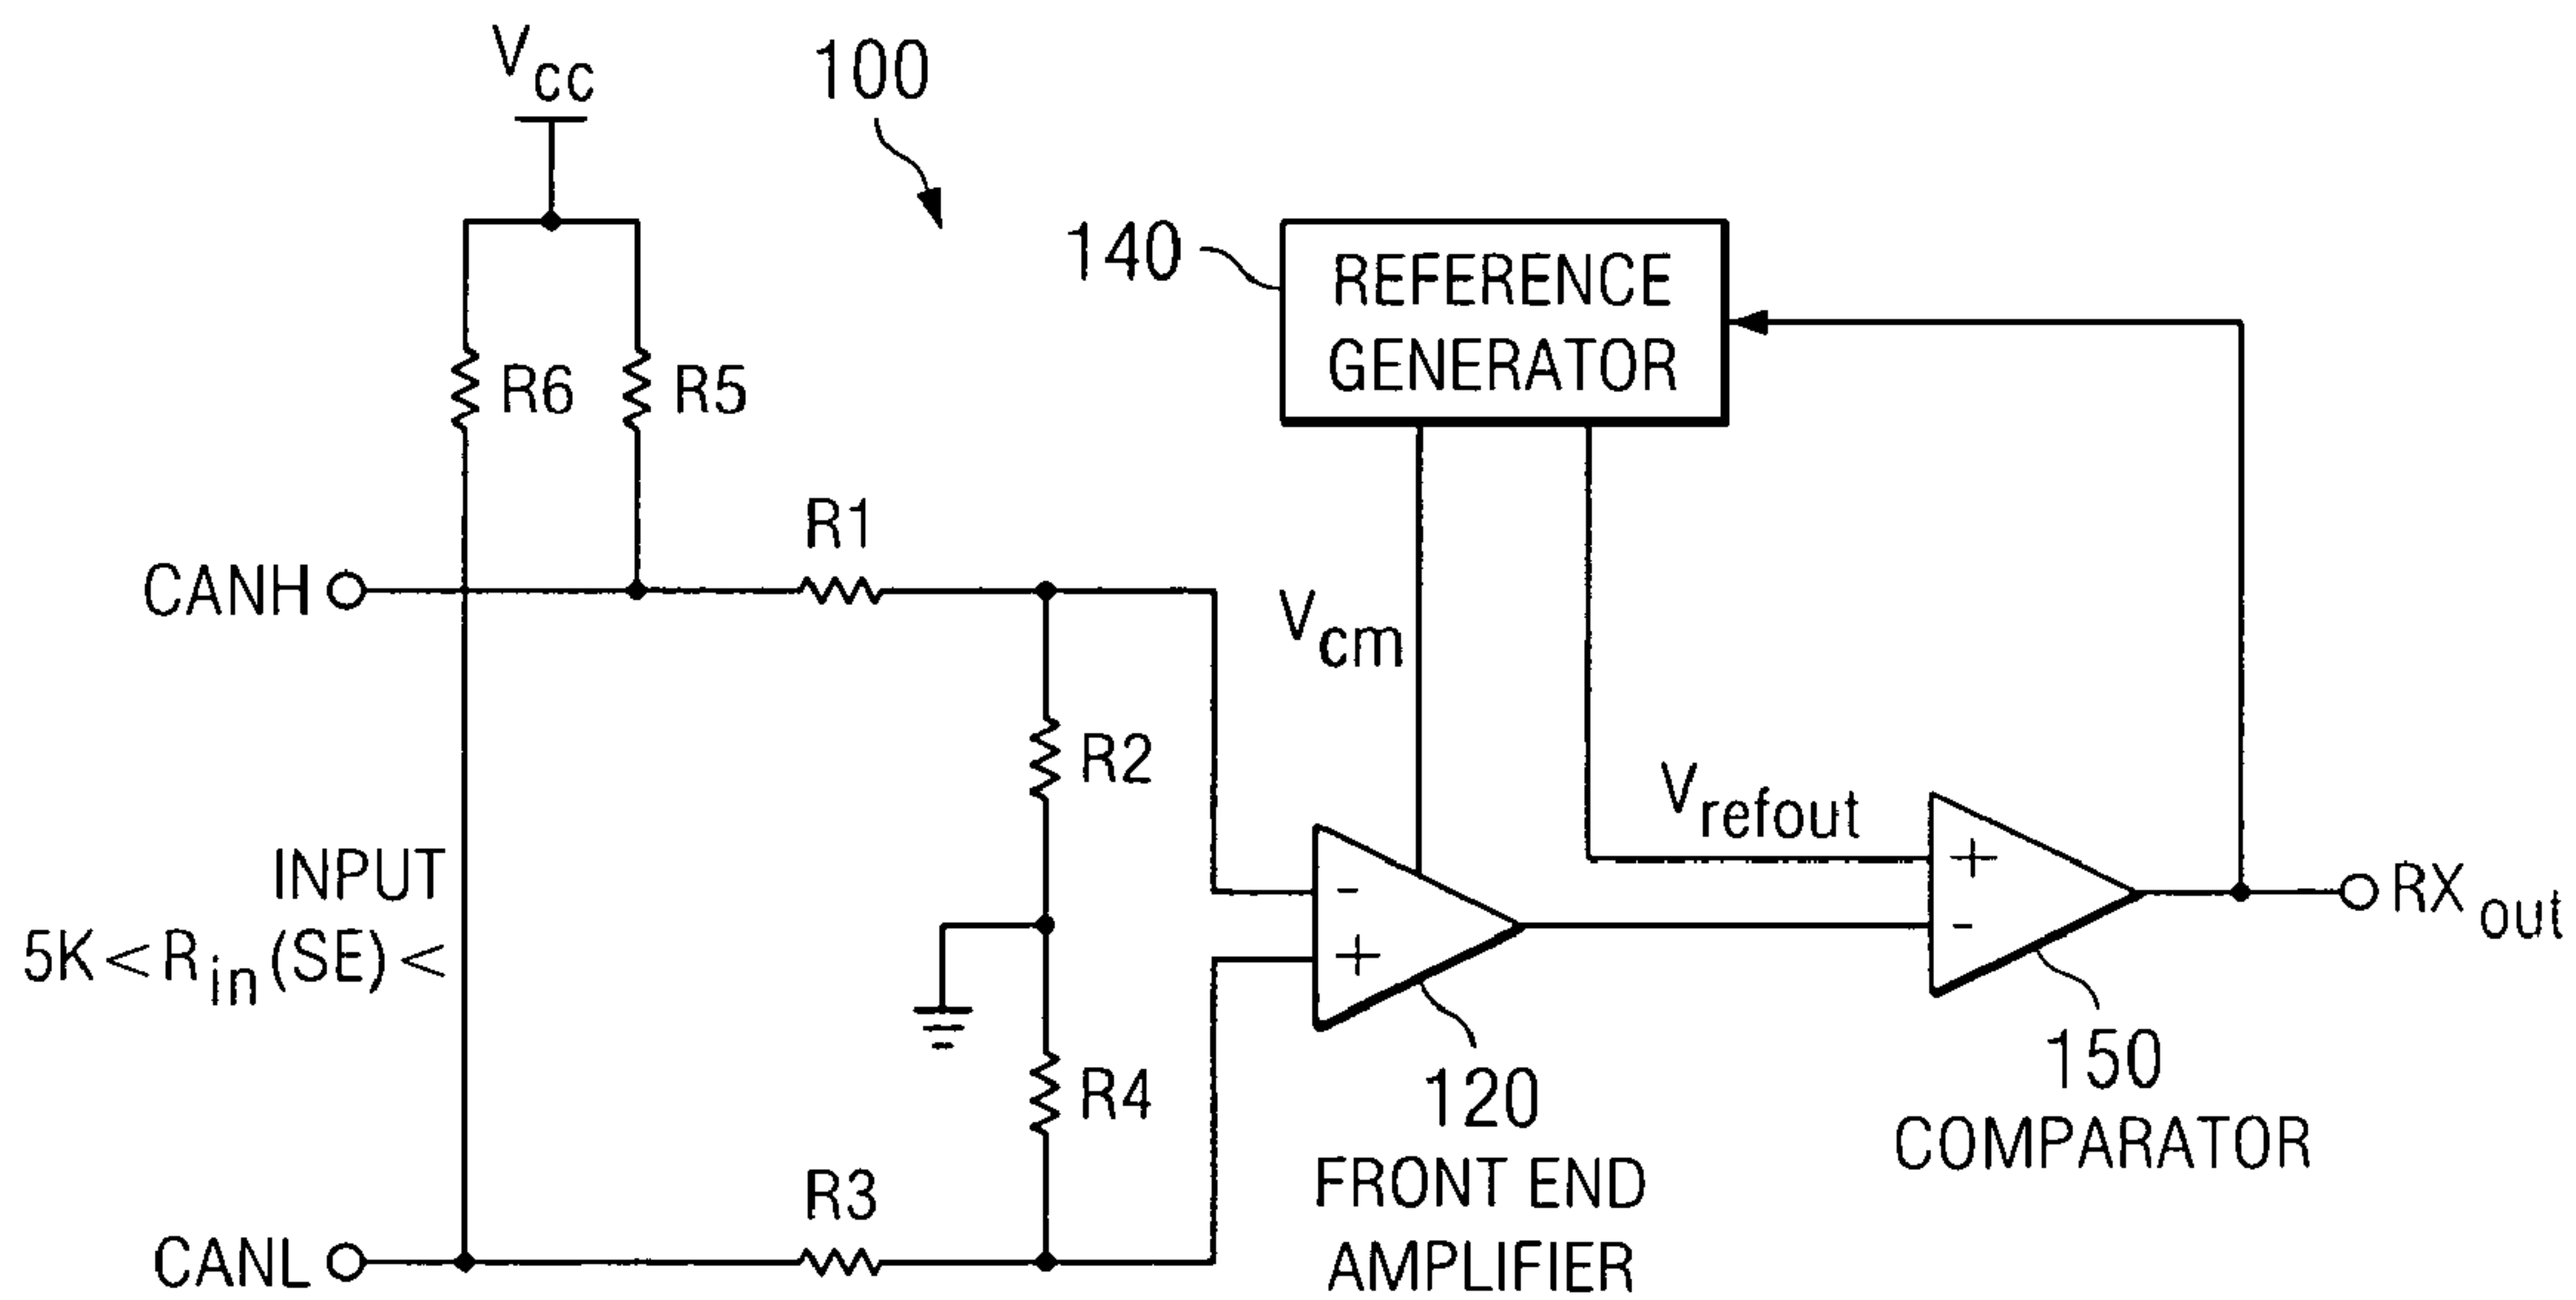 Vcc
100
140
REFERENCE
GENERATOR
R6
R5
R1
CANH
Vcm
R2
Vrefout
+
-
INPUT
5K<Rin(SE)<
-
+
RXout
R4
120
FRONT END
AMPLIFIER
150
COMPARATOR
R3
CANL